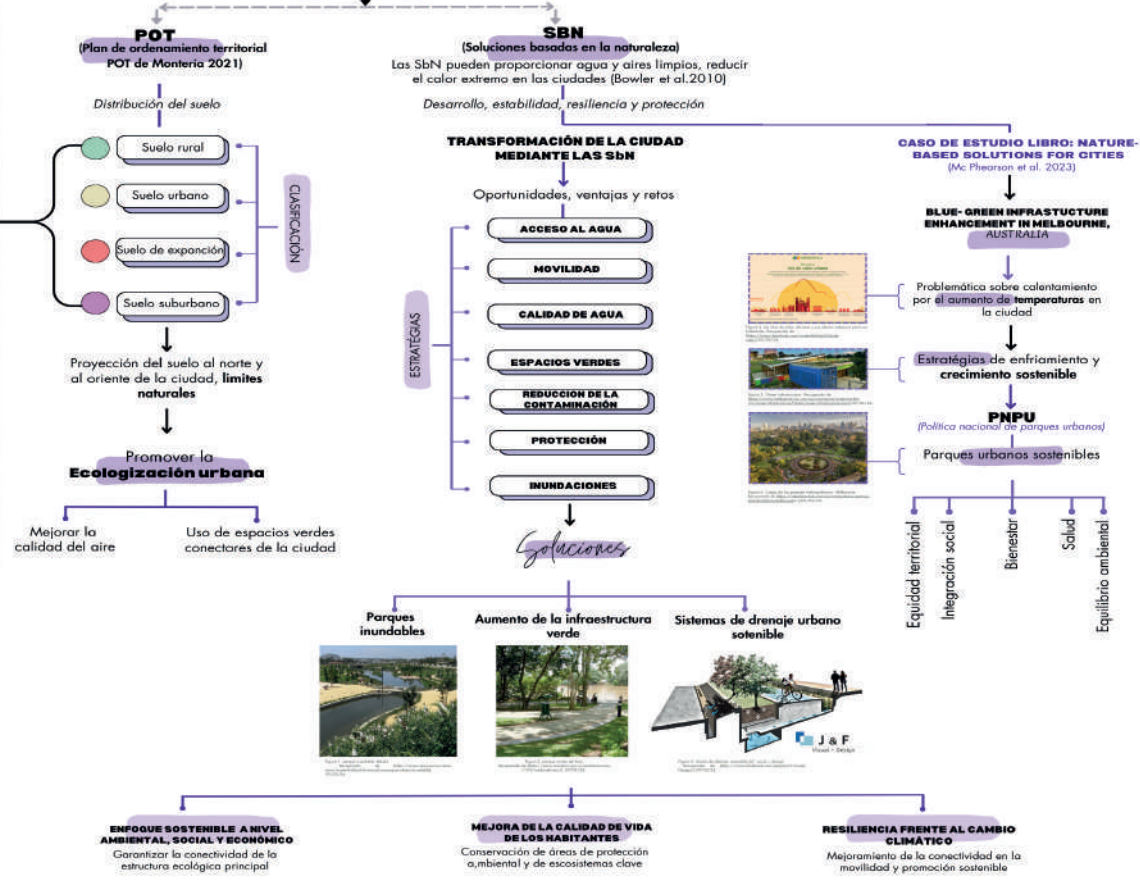 POT
(Plan de ordenamiento territorial
POT de Montería 2021)
Distribución del suelo
Suelo rural
Suelo urbano
Suelo de expanción
Suelo suburbano
CLASIFICACIÓN
Proyección del suelo al norte y
al oriente de la ciudad, limites
naturales
Promover la
Ecologización urbana
Mejorar la
calidad del aire
Uso de espacios verdes
conectores de la ciudad
SBN
(Soluciones basadas en la naturaleza)
Las SbN pueden proporcionar agua y aires limpios, reducir
el calor extremo en las ciudades (Bowler et al.2010)
Desarrollo, estabilidad, resiliencia y protección
TRANSFORMACIÓN DE LA CIUDAD
MEDIANTE LAS SbN
Oportunidades, ventajas y retos
ESTRATÉGIAS
ACCESO AL AGUA
MOVILIDAD
CALIDAD DE AGUA
ESPACIOS VERDES
REDUCCION DE LA
CONTAMINACIÓN
PROTECCIÓN
INUNDACIONES
Soluciones
CASO DE ESTUDIO LIBRO: NATURE-
BASED SOLUTIONS FOR CITIES
(Mc Phearson et al. 2023)
BLUE- GREEN INFRASTUCTURE
ENHANCEMENT IN MELBOURNE,
AUSTRALIA
Problemática sobre calentamiento
por el aumento de temperaturas en
la ciudad
Estratégias de enfriamiento y
crecimiento sostenible
PNPU
(Política nacional de parques urbanos)
Parques urbanos sostenibles
Equidad territorial
Integración social
Bienestar
Salud
Equilibrio ambiental
Parques
inundables
Aumento de la infraestructura
verde
Sistemas de drenaje urbano
sotenible
J & F
Visual + Design
ENFOQUE SOSTENIBLE A NIVEL
AMBIENTAL, SOCIAL Y ECONÓMICO
Garantizar la conectividad de la
estructura ecológica principal
MEJORA DE LA CALIDAD DE VIDA
DE LOS HABITANTES
Conservación de áreas de protección
a,mbiental y de escosistemas clave
RESILIENCIA FRENTE AL CAMBIO
CLIMÁTICO
Mejoramiento de la conectividad en la
movilidad y promoción sostenible